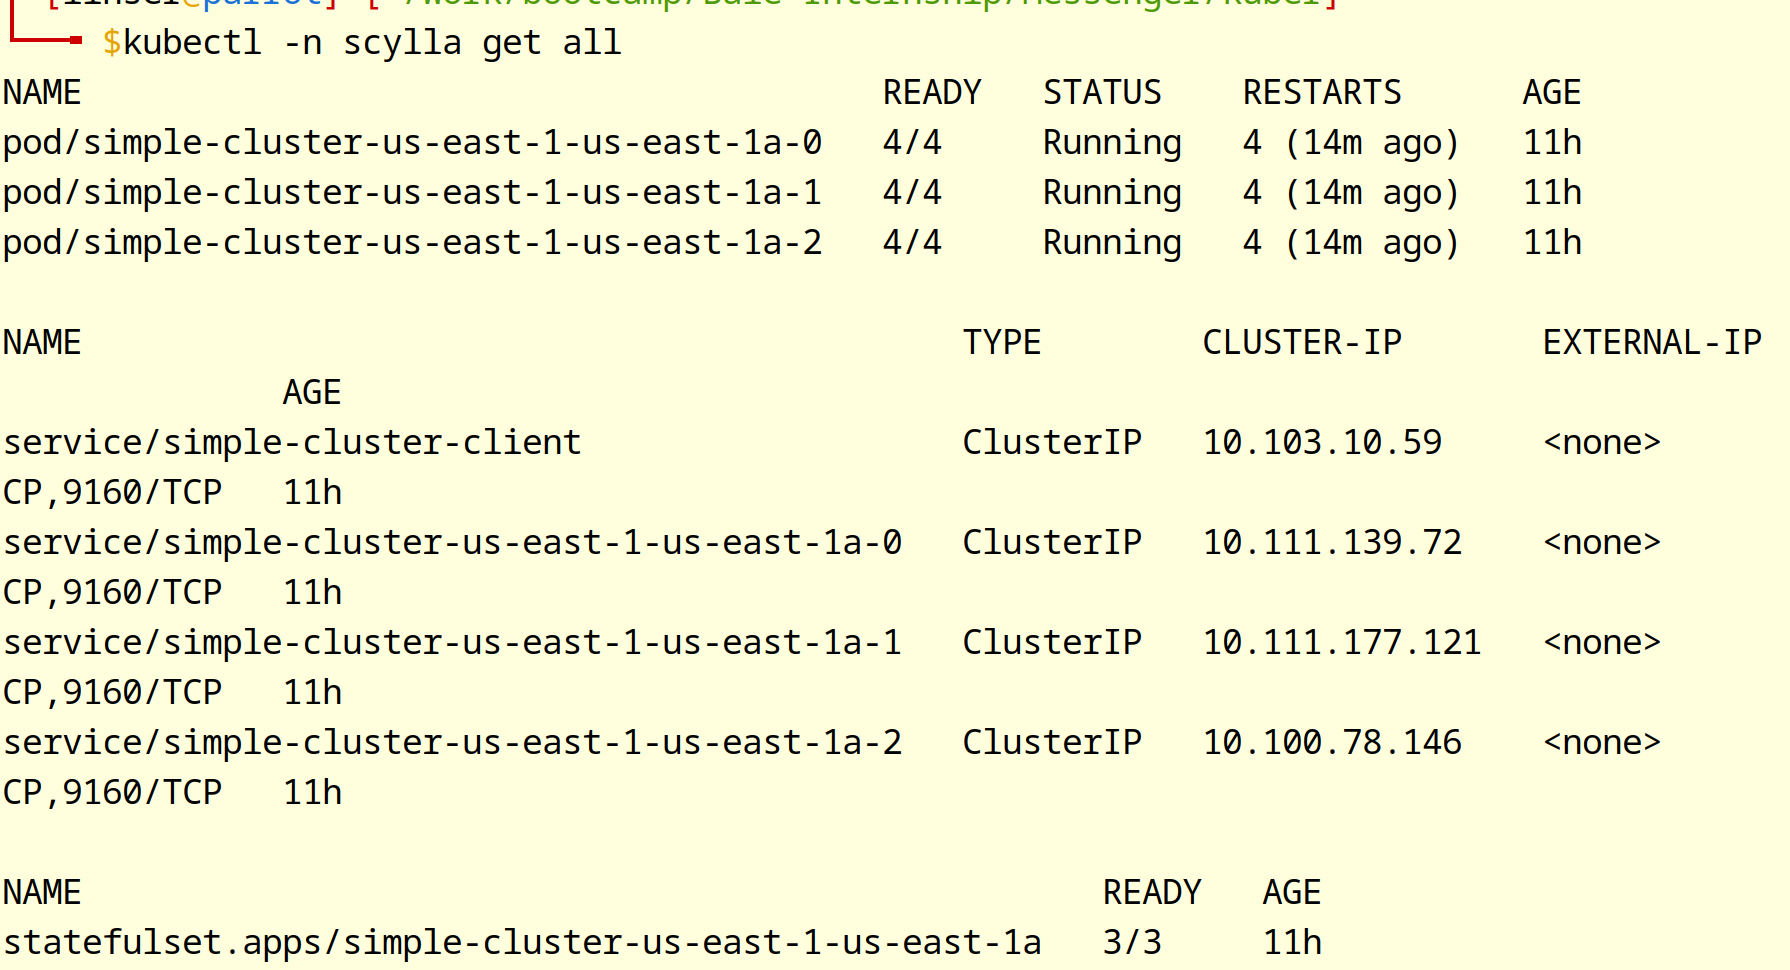 $kubectl -n scylla get all
NAME READY STATUS RESTARTS AGE
pod/simple-cluster-us-east-1-us-east-1a-0 4/4 Running 4 (14m ago) 11h
pod/simple-cluster-us-east-1-us-east-1a-1 4/4 Running 4 (14m ago) 11h
pod/simple-cluster-us-east-1-us-east-1a-2 4/4 Running 4 (14m ago) 11h
NAME TYPE CLUSTER-IP EXTERNAL-IP
AGE
service/simple-cluster-client ClusterIP 10.103.10.59 <none>
CP,9160/TCP 11h
service/simple-cluster-us-east-1-us-east-1a-0 ClusterIP 10.111.139.72 <none>
CP,9160/TCP 11h
service/simple-cluster-us-east-1-us-east-1a-1 ClusterIP 10.111.177.121 <none>
CP,9160/TCP 11h
service/simple-cluster-us-east-1-us-east-1a-2 ClusterIP 10.100.78.146 <none>
CP,9160/TCP 11h
NAME READY AGE
statefulset.apps/simple-cluster-us-east-1-us-east-1a 3/3 11h